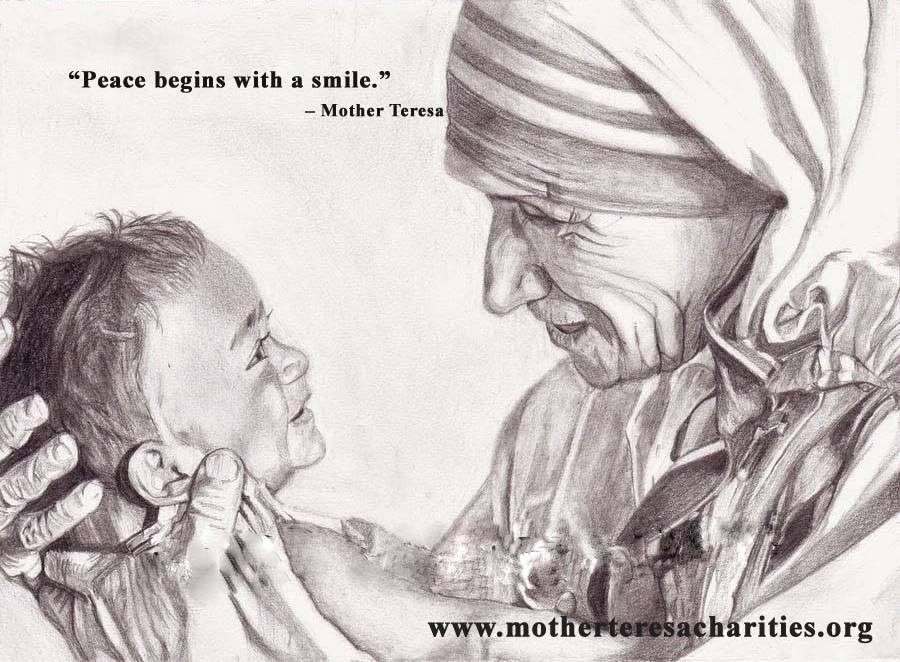 “Peace begins with a smile.”
– Mother Teresa
www.motherteresacharities.org